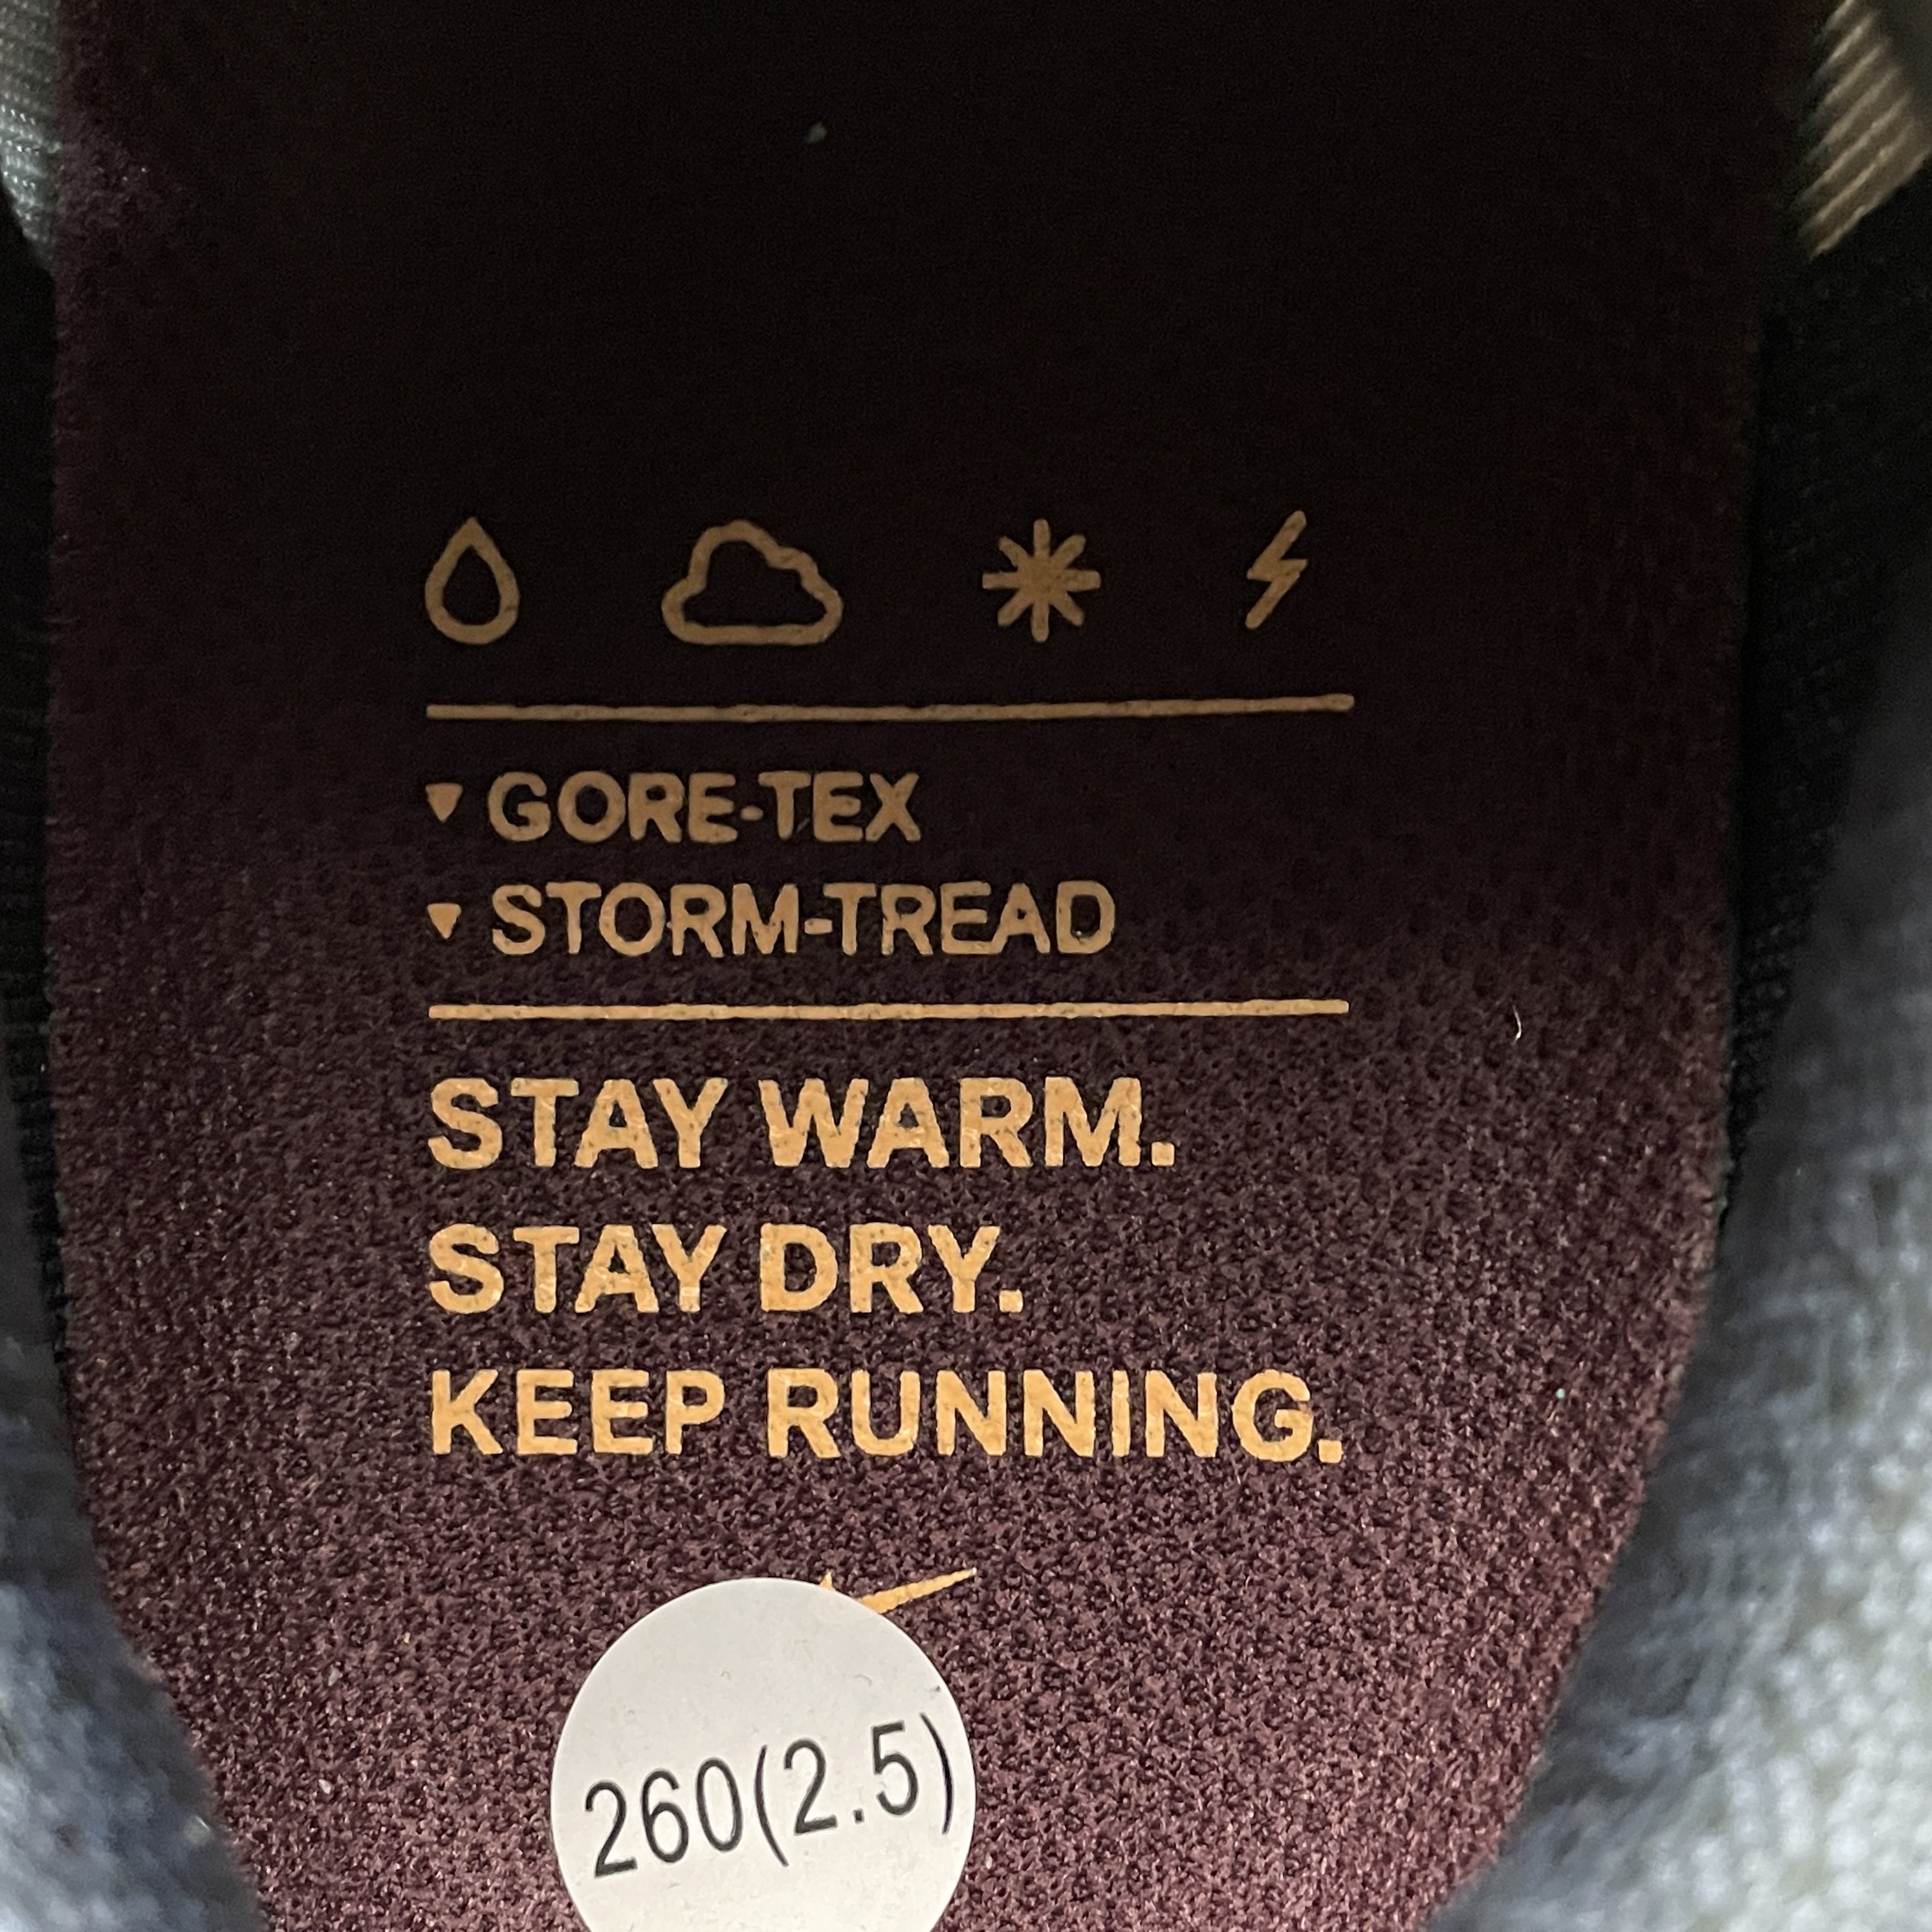 GORE-TEX
STORM-TREAD
STAY WARM.
STAY DRY.
KEEP RUNNING.
260(2.5)